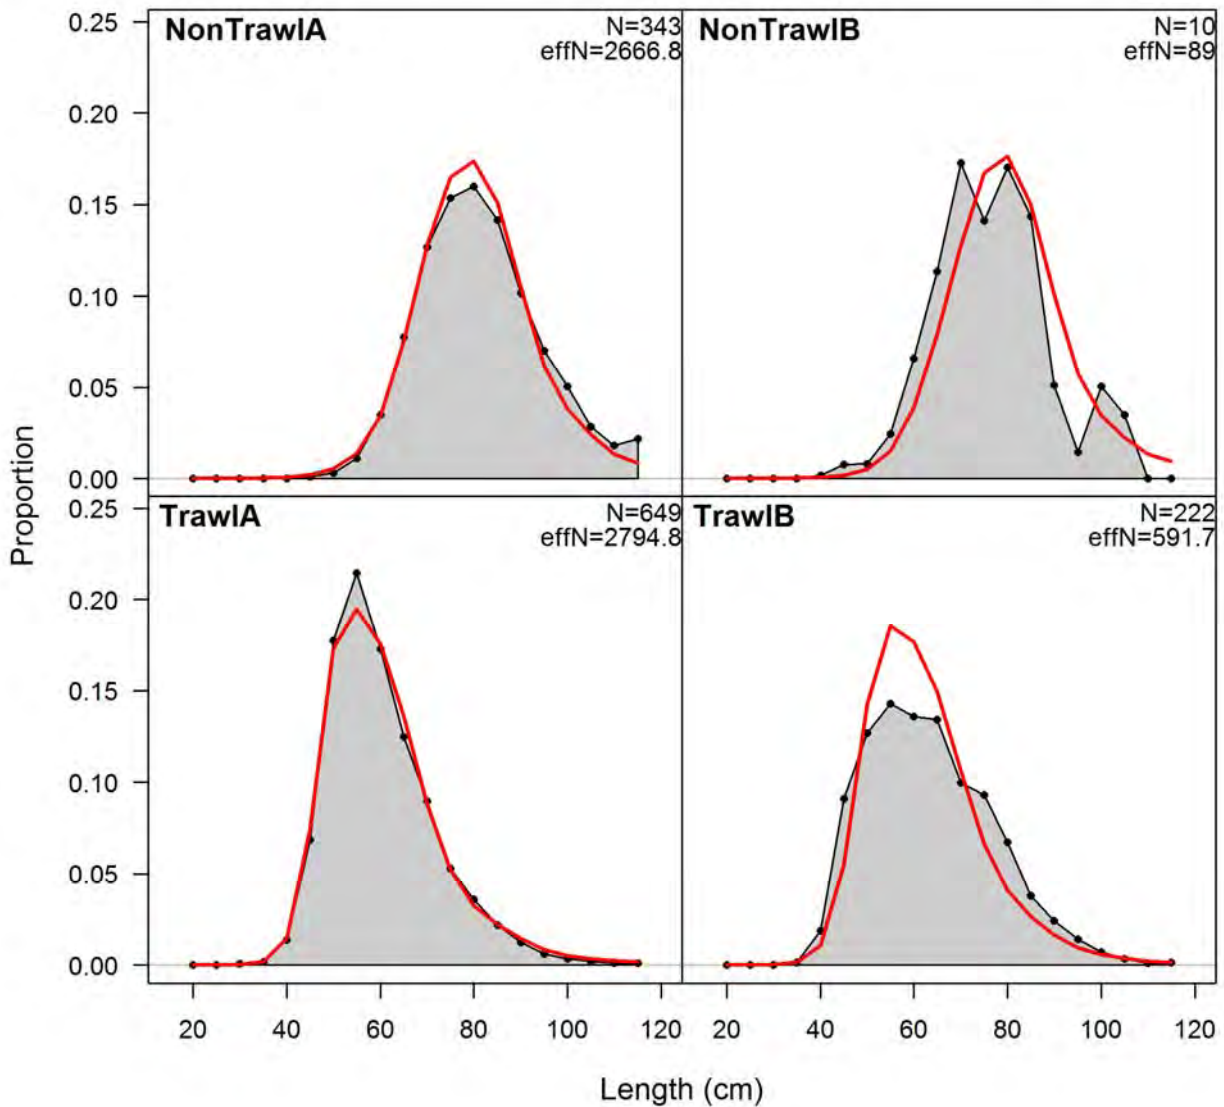 NonTrawlA
N=343
effN=2666.8
NonTrawlB
N=10
effN=89
0.25
0.20
0.15
0.10
0.05
0.00
TrawlA
N=649
effN=2794.8
TrawlB
N=222
effN=591.7
0.25
0.20
0.15
0.10
0.05
0.00
Proportion
20 40 60 80 100 120
20 40 60 80 100 120
Length (cm)